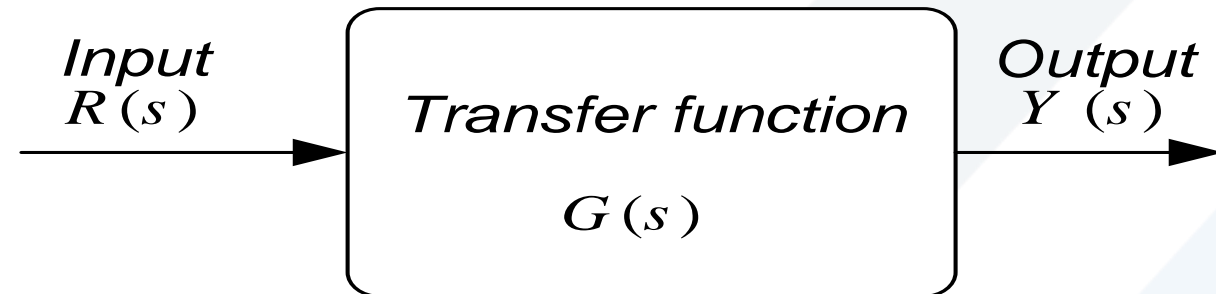 Input
R(s)
Transfer function
G(s)
Output
Y (s)